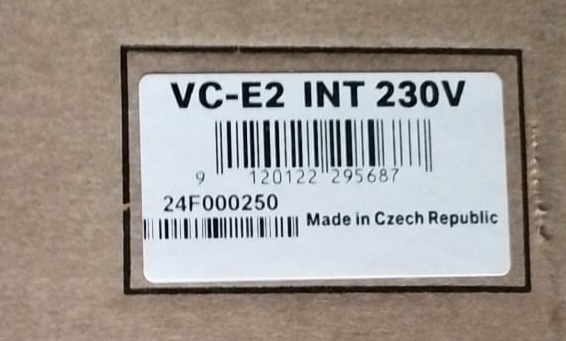 VC-E2 INT 230V
9 120122 295687
24F000250
Made in Czech Republic